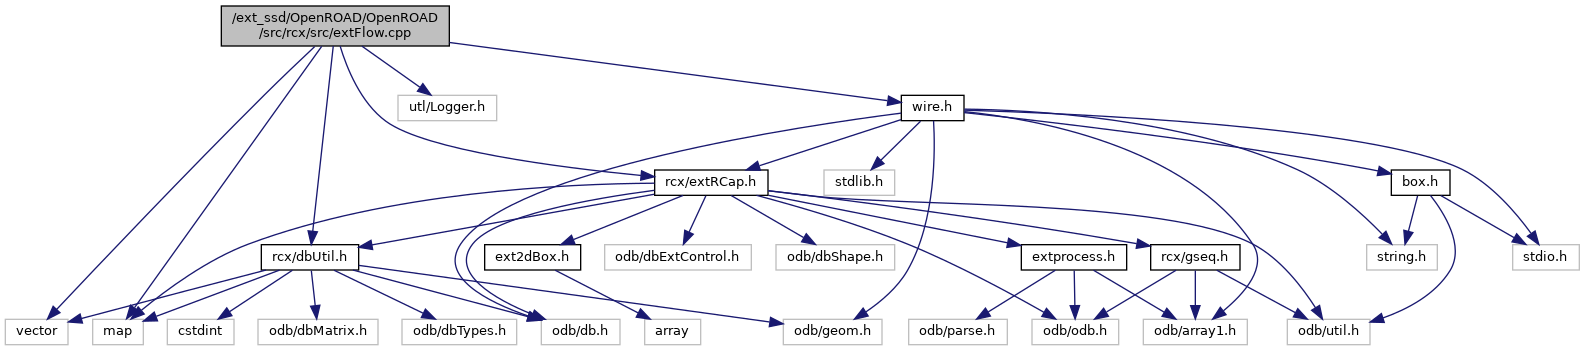 /ext_ssd/OpenROAD/OpenROAD
/src/rcx/src/extFlow.cpp
utl/Logger.h
wire.h
rcx/extRCap.h
stdlib.h
box.h
rcx/dbUtil.h
ext2dBox.h
odb/dbExtControl.h
odb/dbShape.h
extprocess.h
rcx/gseq.h
string.h
stdio.h
vector
map
cstdint
odb/dbMatrix.h
odb/dbTypes.h
odb/db.h
array
odb/geom.h
odb/parse.h
odb/odb.h
odb/array1.h
odb/util.h